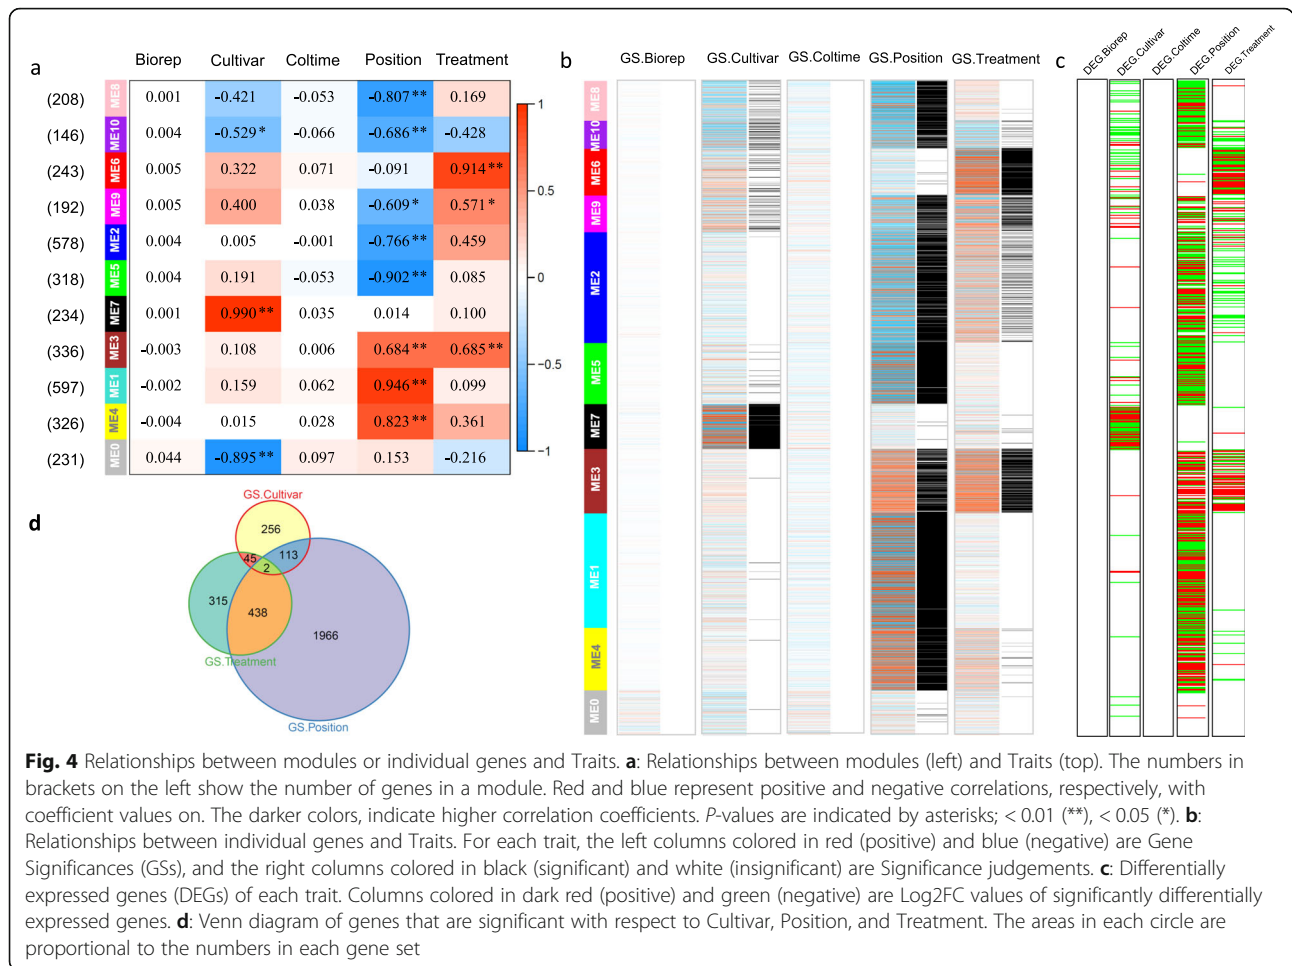 a
Biorep Cultivar Coltime Position Treatment
(208) ME8 0.001 -0.421 -0.053 -0.807 ** 0.169
(146) ME10 0.004 -0.529 * -0.066 -0.686 ** -0.428
(243) ME6 0.005 0.322 0.071 -0.091 0.914 **
(192) ME9 0.005 0.400 0.038 -0.609 * 0.571 *
(578) ME2 0.004 0.005 -0.001 -0.766 ** 0.459
(318) ME5 0.004 0.191 -0.053 -0.902 ** 0.085
(234) ME7 0.001 0.990 ** 0.035 0.014 0.100
(336) ME3 -0.003 0.108 0.006 0.684 ** 0.685 **
(597) ME1 -0.002 0.159 0.062 0.946 ** 0.099
(326) ME4 -0.004 0.015 0.028 0.823 ** 0.361
(231) ME0 0.044 -0.895 ** 0.097 0.153 -0.216
1
0.5
0
-0.5
-1
b
GS.Biorep GS.Cultivar GS.Coltime GS.Position GS.Treatment
ME8
ME10
ME6
ME9
ME2
ME5
ME7
ME3
ME1
ME4
ME0
c
DEG.Biorep DEG.Cultivar DEG.Coltime DEG.Position DEG.Treatment
d
GS.Cultivar
256
45
113
2
315
438
1966
GS.Treatment
GS.Position
Fig. 4 Relationships between modules or individual genes and Traits. a: Relationships between modules (left) and Traits (top). The numbers in
brackets on the left show the number of genes in a module. Red and blue represent positive and negative correlations, respectively, with
coefficient values on. The darker colors, indicate higher correlation coefficients. P-values are indicated by asterisks; < 0.01 (**), < 0.05 (*). b:
Relationships between individual genes and Traits. For each trait, the left columns colored in red (positive) and blue (negative) are Gene
Significances (GSs), and the right columns colored in black (significant) and white (insignificant) are Significance judgements. c: Differentially
expressed genes (DEGs) of each trait. Columns colored in dark red (positive) and green (negative) are Log2FC values of significantly differentially
expressed genes. d: Venn diagram of genes that are significant with respect to Cultivar, Position, and Treatment. The areas in each circle are
proportional to the numbers in each gene set